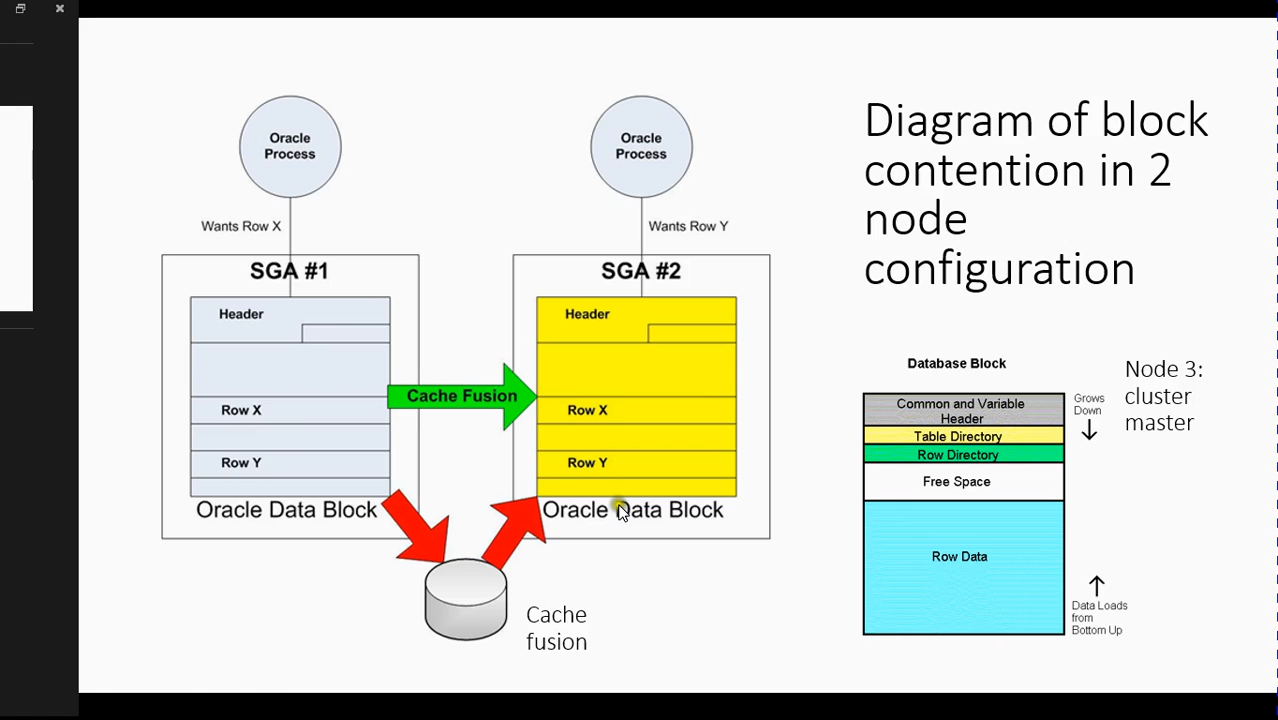 Diagram of block
contention in 2
node
configuration
Oracle
Process
Oracle
Process
Wants Row X
Wants Row Y
SGA #1
SGA #2
Header
Header
Cache Fusion
Row X
Row X
Row Y
Row Y
Oracle Data Block
Oracle Data Block
Cache
fusion
Database Block
Node 3:
cluster
master
Common and Variable
Header
Table Directory
Row Directory
Free Space
Row Data
Grows
Down
Data Loads
from
Bottom Up